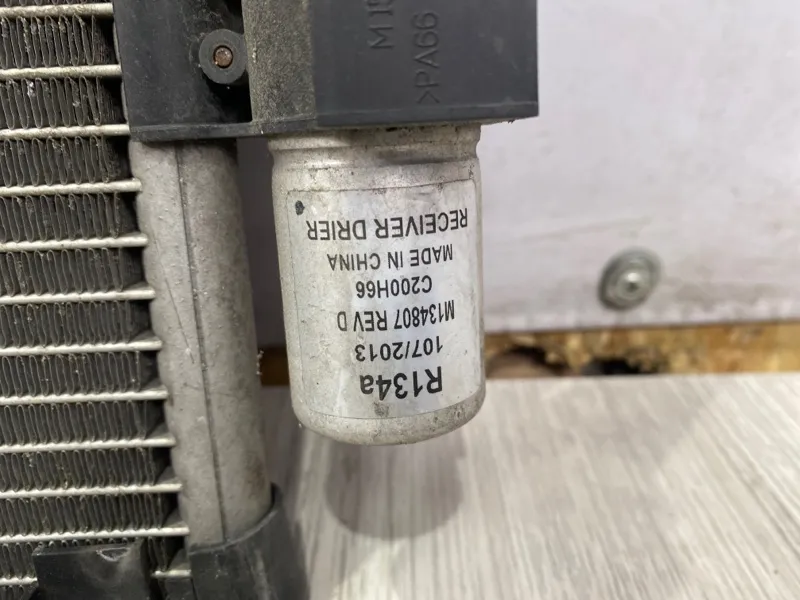 R134a
107/2013
M134807 REV D
C200H66
MADE IN CHINA
RECEIVER DRIER
>PA66